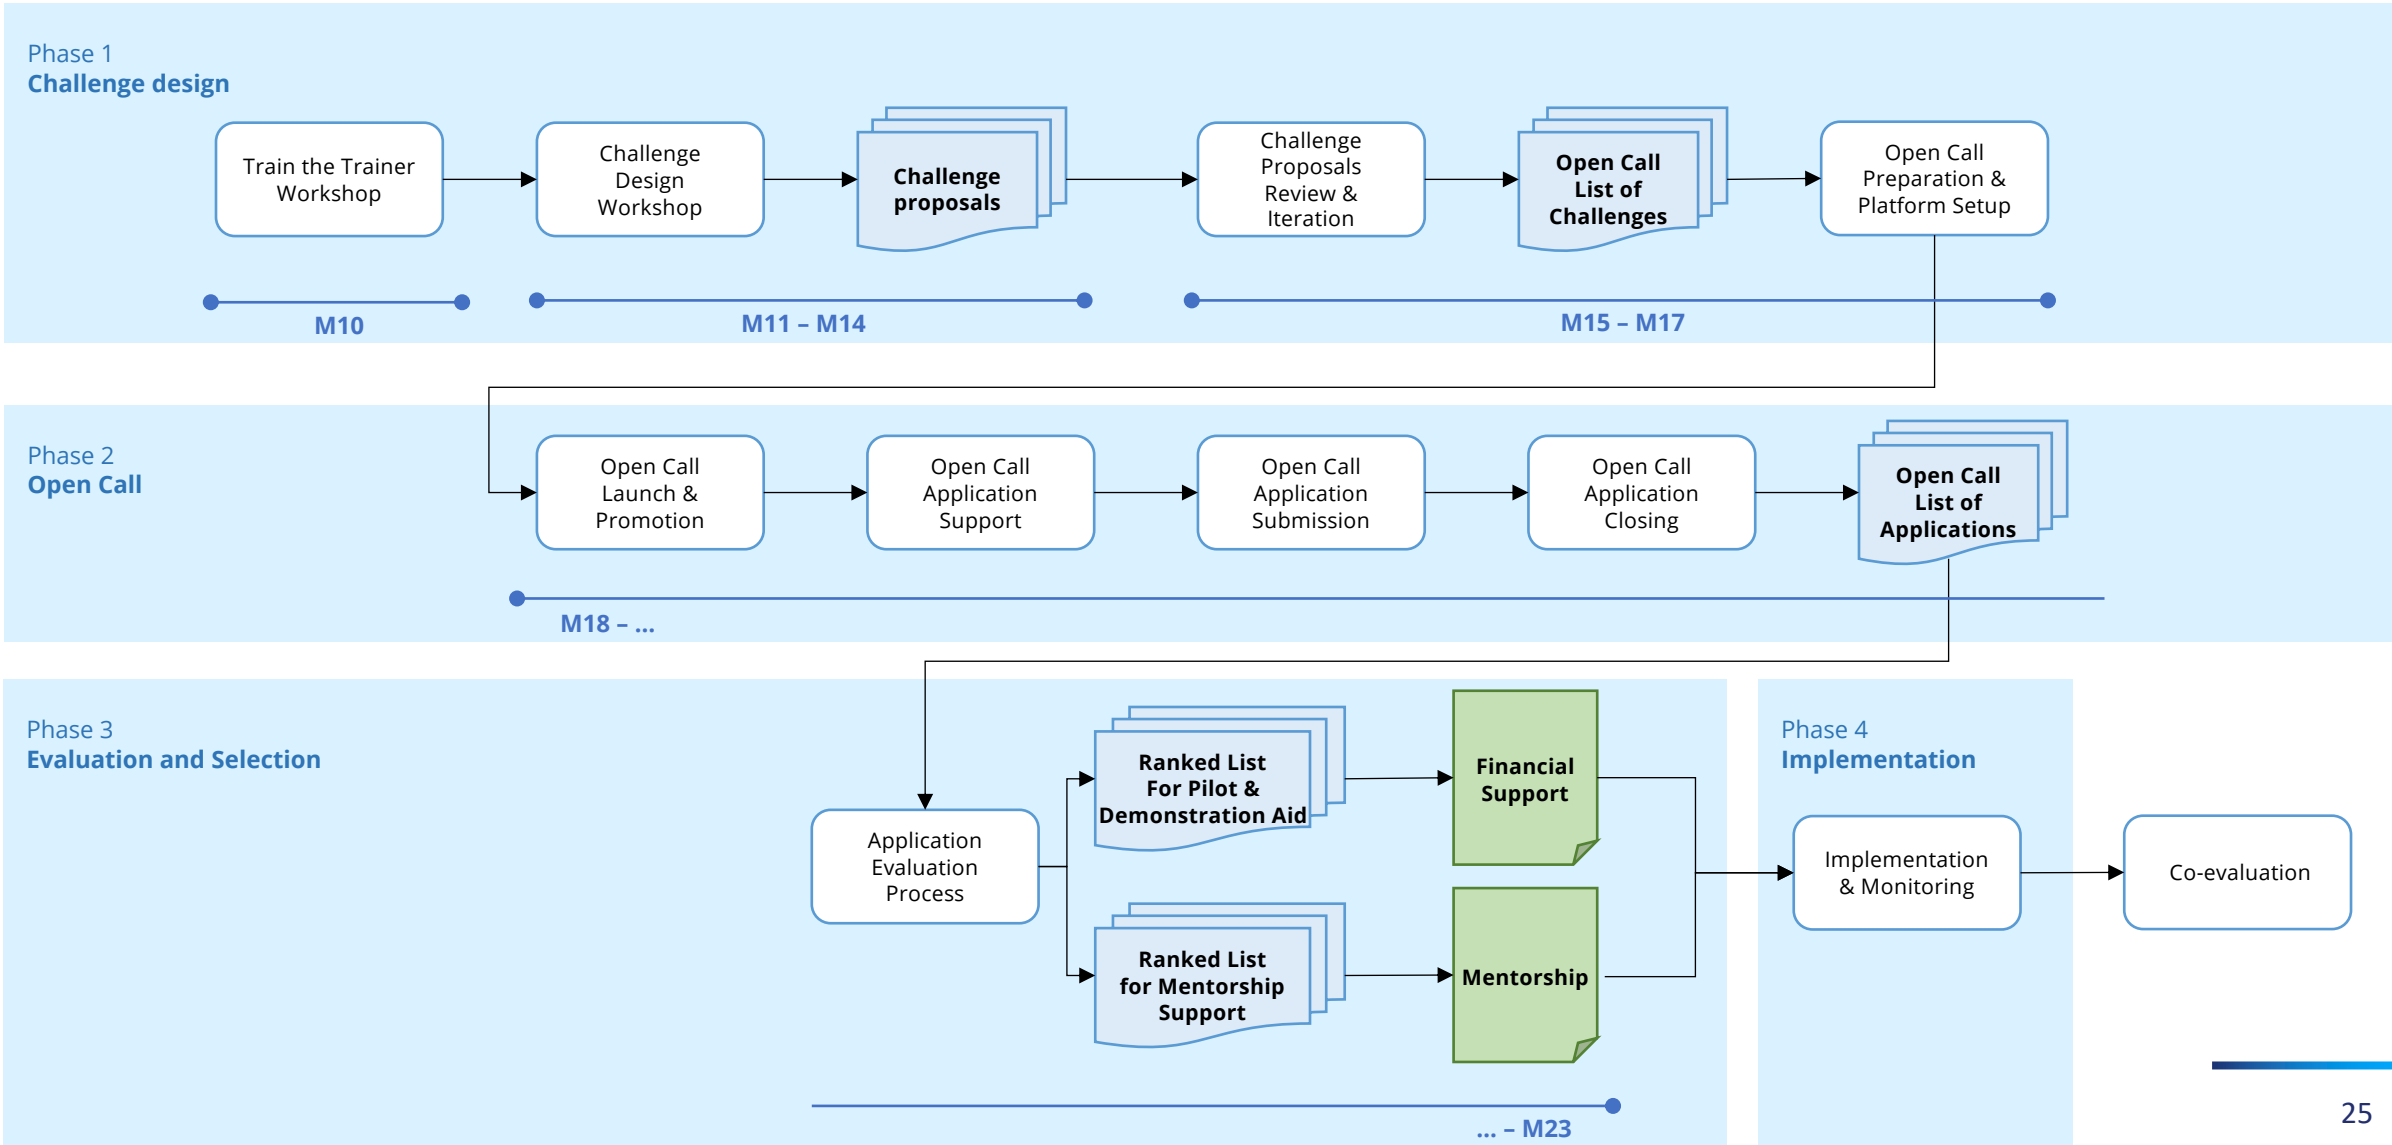 Phase 1
Challenge design
Train the Trainer
Workshop
Challenge
Design
Workshop
Challenge
proposals
Challenge
Proposals
Review &
Iteration
Open Call
List of
Challenges
Open Call
Preparation &
Platform Setup
M10
M11 – M14
M15 – M17
Phase 2
Open Call
Open Call
Launch &
Promotion
Open Call
Application
Support
Open Call
Application
Submission
Open Call
Application
Closing
Open Call
List of
Applications
M18 – ...
Phase 3
Evaluation and Selection
Application
Evaluation
Process
Ranked List
For Pilot &
Demonstration Aid
Financial
Support
Ranked List
for Mentorship
Support
Mentorship
... – M23
Phase 4
Implementation
Implementation
& Monitoring
Co-evaluation
25